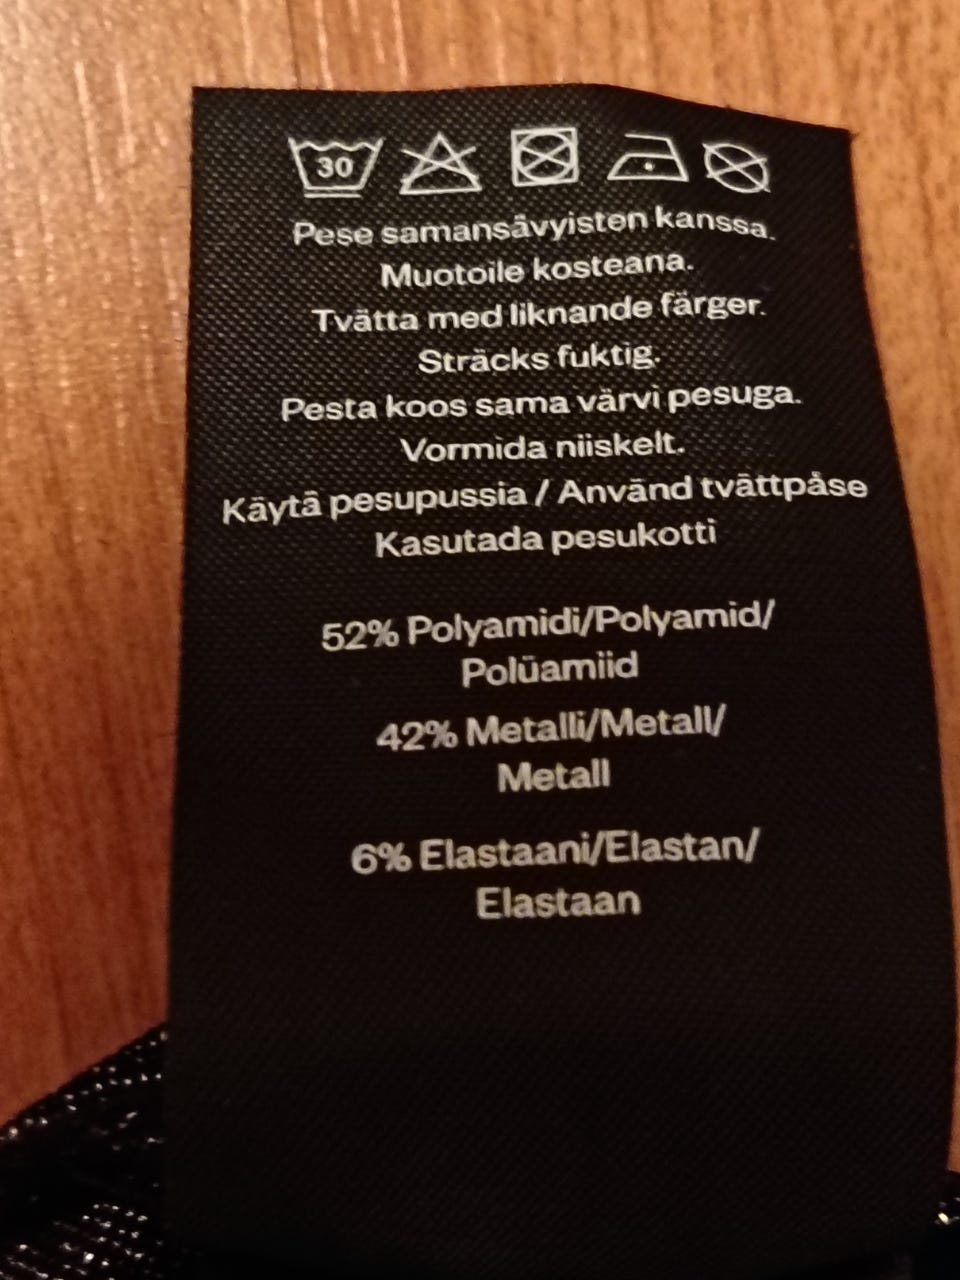 30
Pese samansävyisten kanssa.
Muotoile kosteana.
Tvätta med liknande färger.
Sträcks fuktig.
Pesta koos sama värvi pesuga.
Vormida niiskelt.
Käytä pesupussia / Använd tvättpåse
Kasutada pesukotti
52% Polyamidi/Polyamid/
Polüamiid
42% Metalli/Metall/
Metall
6% Elastaani/Elastan/
Elastaan